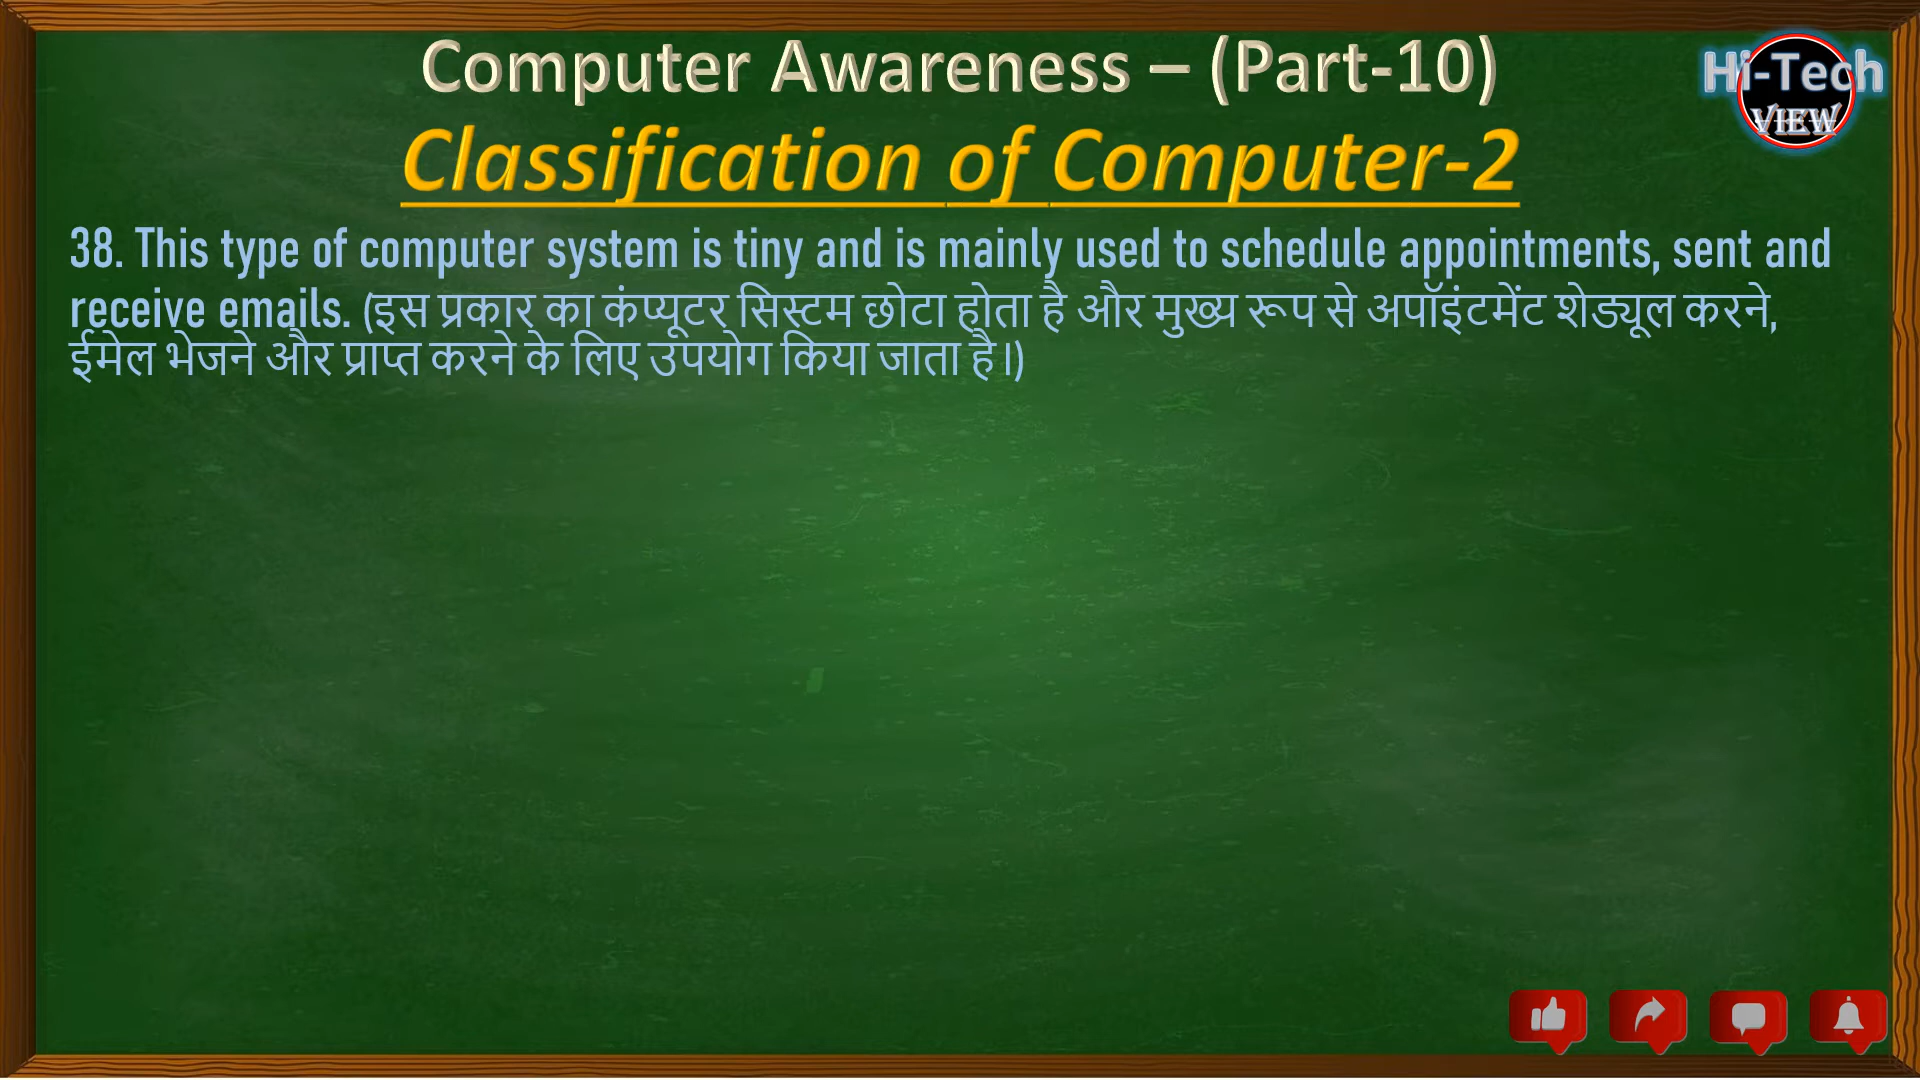 Computer Awareness – (Part-10)
Hi-Tech
VIEW
Classification of Computer-2
38. This type of computer system is tiny and is mainly used to schedule appointments, sent and
receive emails. (इस प्रकार का कंप्यूटर सिस्टम छोटा होता है और मुख्य रूप से अपॉइंटमेंट शेड्यूल करने,
ईमेल भेजने और प्राप्त करने के लिए उपयोग किया जाता है।)